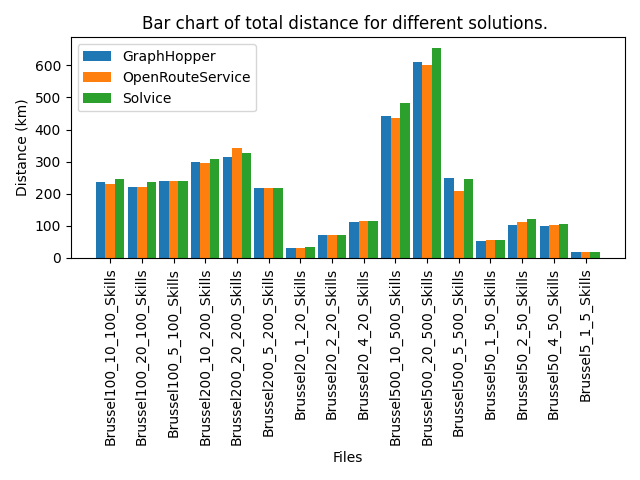 Bar chart of total distance for different solutions.
GraphHopper
OpenRouteService
Solvice
Distance (km)
600
500
400
300
200
100
0
Brussel100_10_100_Skills
Brussel100_20_100_Skills
Brussel100_5_100_Skills
Brussel200_10_200_Skills
Brussel200_20_200_Skills
Brussel200_5_200_Skills
Brussel20_1_20_Skills
Brussel20_2_20_Skills
Brussel20_4_20_Skills
Brussel500_10_500_Skills
Brussel500_20_500_Skills
Brussel500_5_500_Skills
Brussel50_1_50_Skills
Brussel50_2_50_Skills
Brussel50_4_50_Skills
Brussel5_1_5_Skills
Files